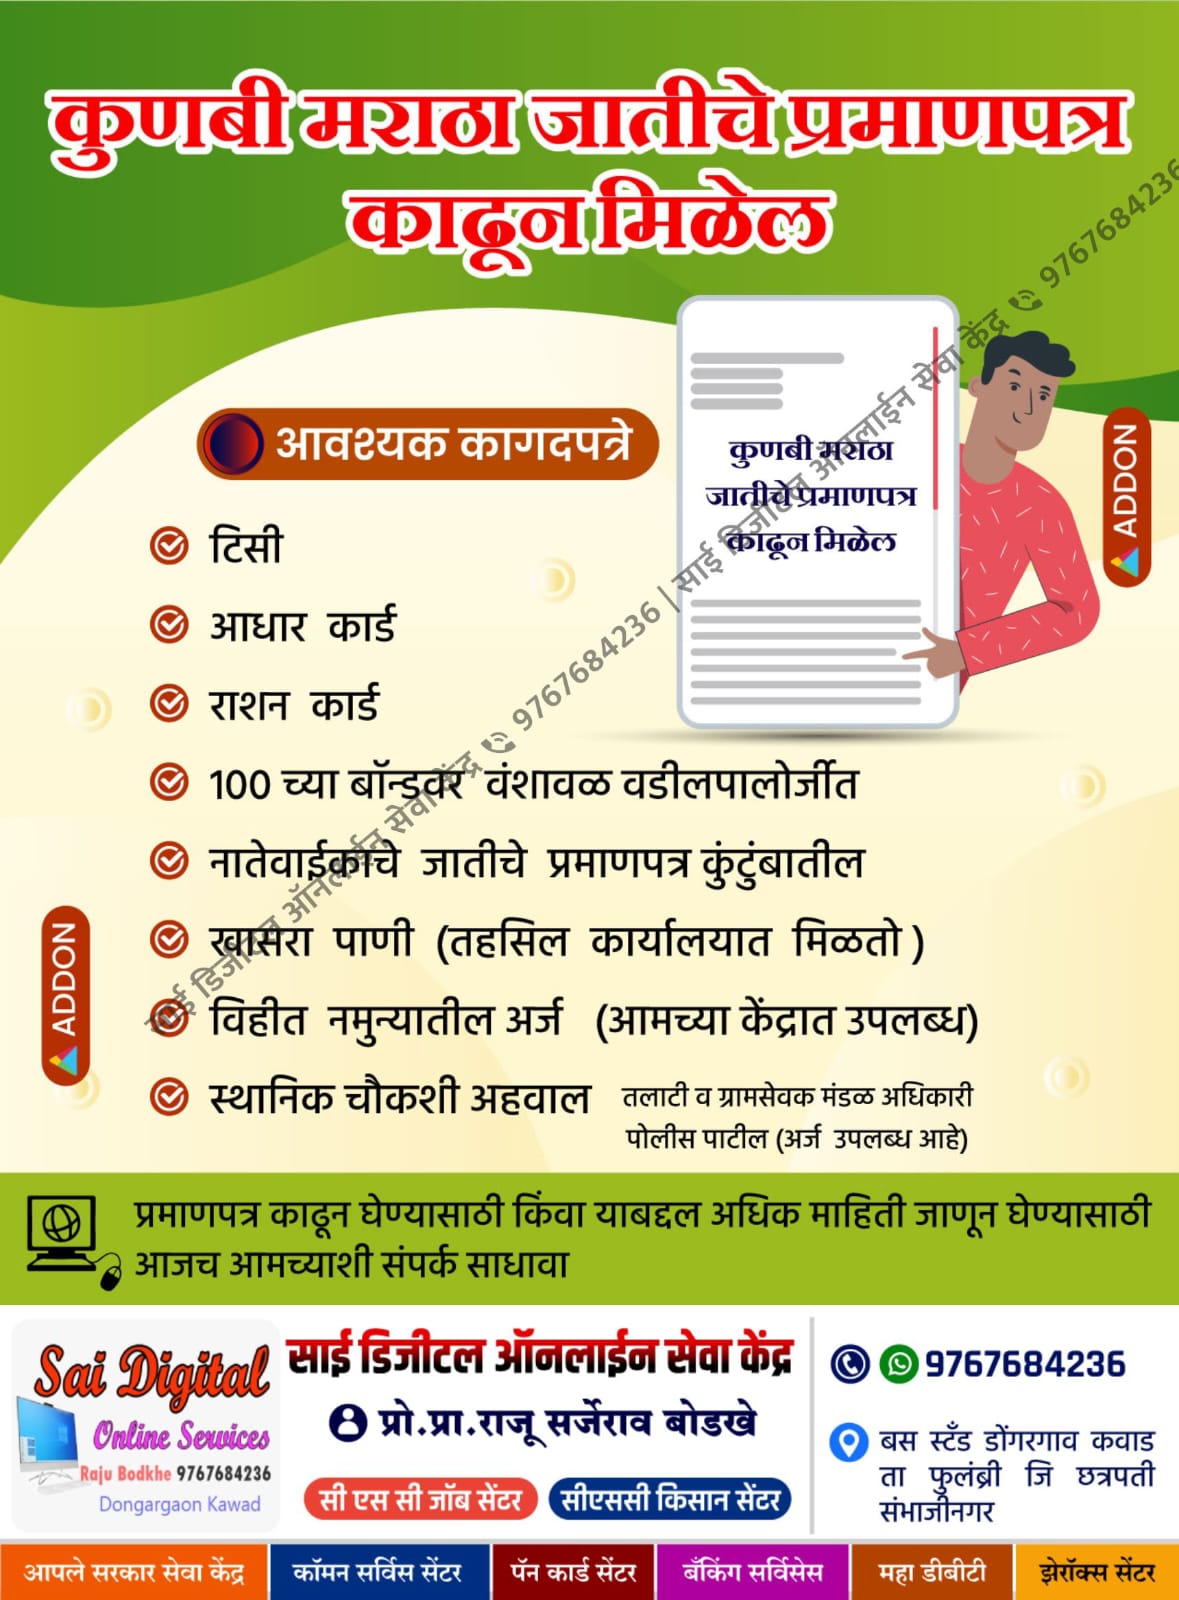 कुणबी मराठा जातीचे प्रमाणपत्र
काढून मिळेल
आवश्यक कागदपत्रे
टिसी
आधार कार्ड
राशन कार्ड
100 च्या बॉन्डवर वंशावळ वडीलपालोर्जीत
नातेवाईकाचे जातीचे प्रमाणपत्र कुंटुंबातील
खासरा पाणी (तहसिल कार्यालयात मिळतो )
विहीत नमुन्यातील अर्ज (आमच्या केंद्रात उपलब्ध)
स्थानिक चौकशी अहवाल तलाटी व ग्रामसेवक मंडळ अधिकारी
पोलीस पाटील (अर्ज उपलब्ध आहे)
कुणबी मराठा
जातीचे प्रमाणपत्र
काढून मिळेल
ADDON
ADDON
साई डिजीटल ऑनलाईन सेवा केंद्र 9767684236 | साई डिजीटल ऑनलाईन सेवा केंद्र 9767684236
प्रमाणपत्र काढून घेण्यासाठी किंवा याबद्दल अधिक माहिती जाणून घेण्यासाठी
आजच आमच्याशी संपर्क साधावा
Sai Digital
Online Services
Raju Bodkhe 9767684236
Dongargaon Kawad
साई डिजीटल ऑनलाईन सेवा केंद्र
प्रो.प्रा.राजू सर्जेराव बोडखे
सी एस सी जॉब सेंटर सीएससी किसान सेंटर
9767684236
बस स्टँड डोंगरगाव कवाड
ता फुलंब्री जि छत्रपती
संभाजीनगर
आपले सरकार सेवा केंद्र कॉमन सर्विस सेंटर पॅन कार्ड सेंटर बँकिंग सर्विसेस महा डीबीटी झेरॉक्स सेंटर